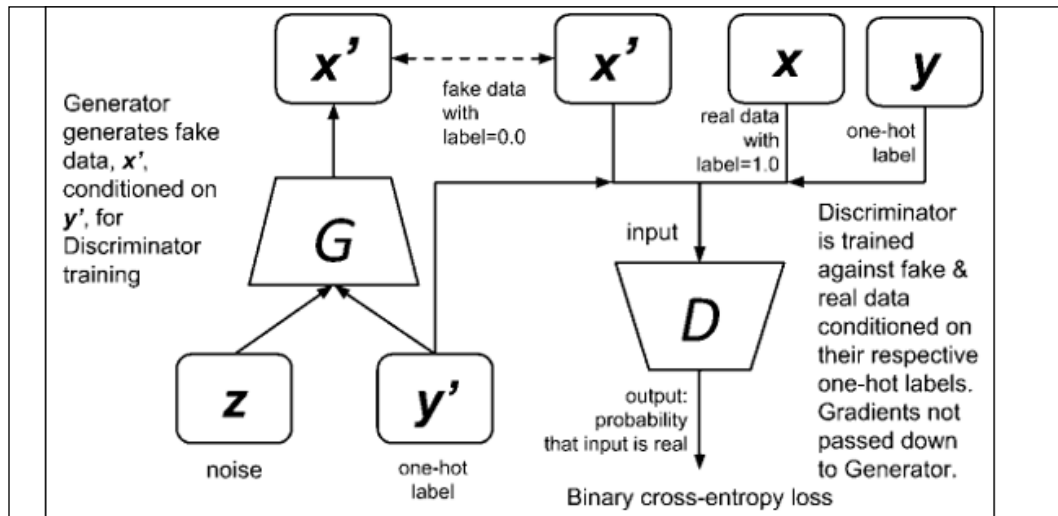 x’
x’
x
y
Generator
generates fake
data, x’,
conditioned on
y’, for
Discriminator
training
fake data
with
label=0.0
real data
with
label=1.0
one-hot
label
G
input
D
Discriminator
is trained
against fake &
real data
conditioned on
their respective
one-hot labels.
Gradients not
passed down
to Generator.
z
y’
noise
one-hot
label
output:
probability
that input is real
Binary cross-entropy loss